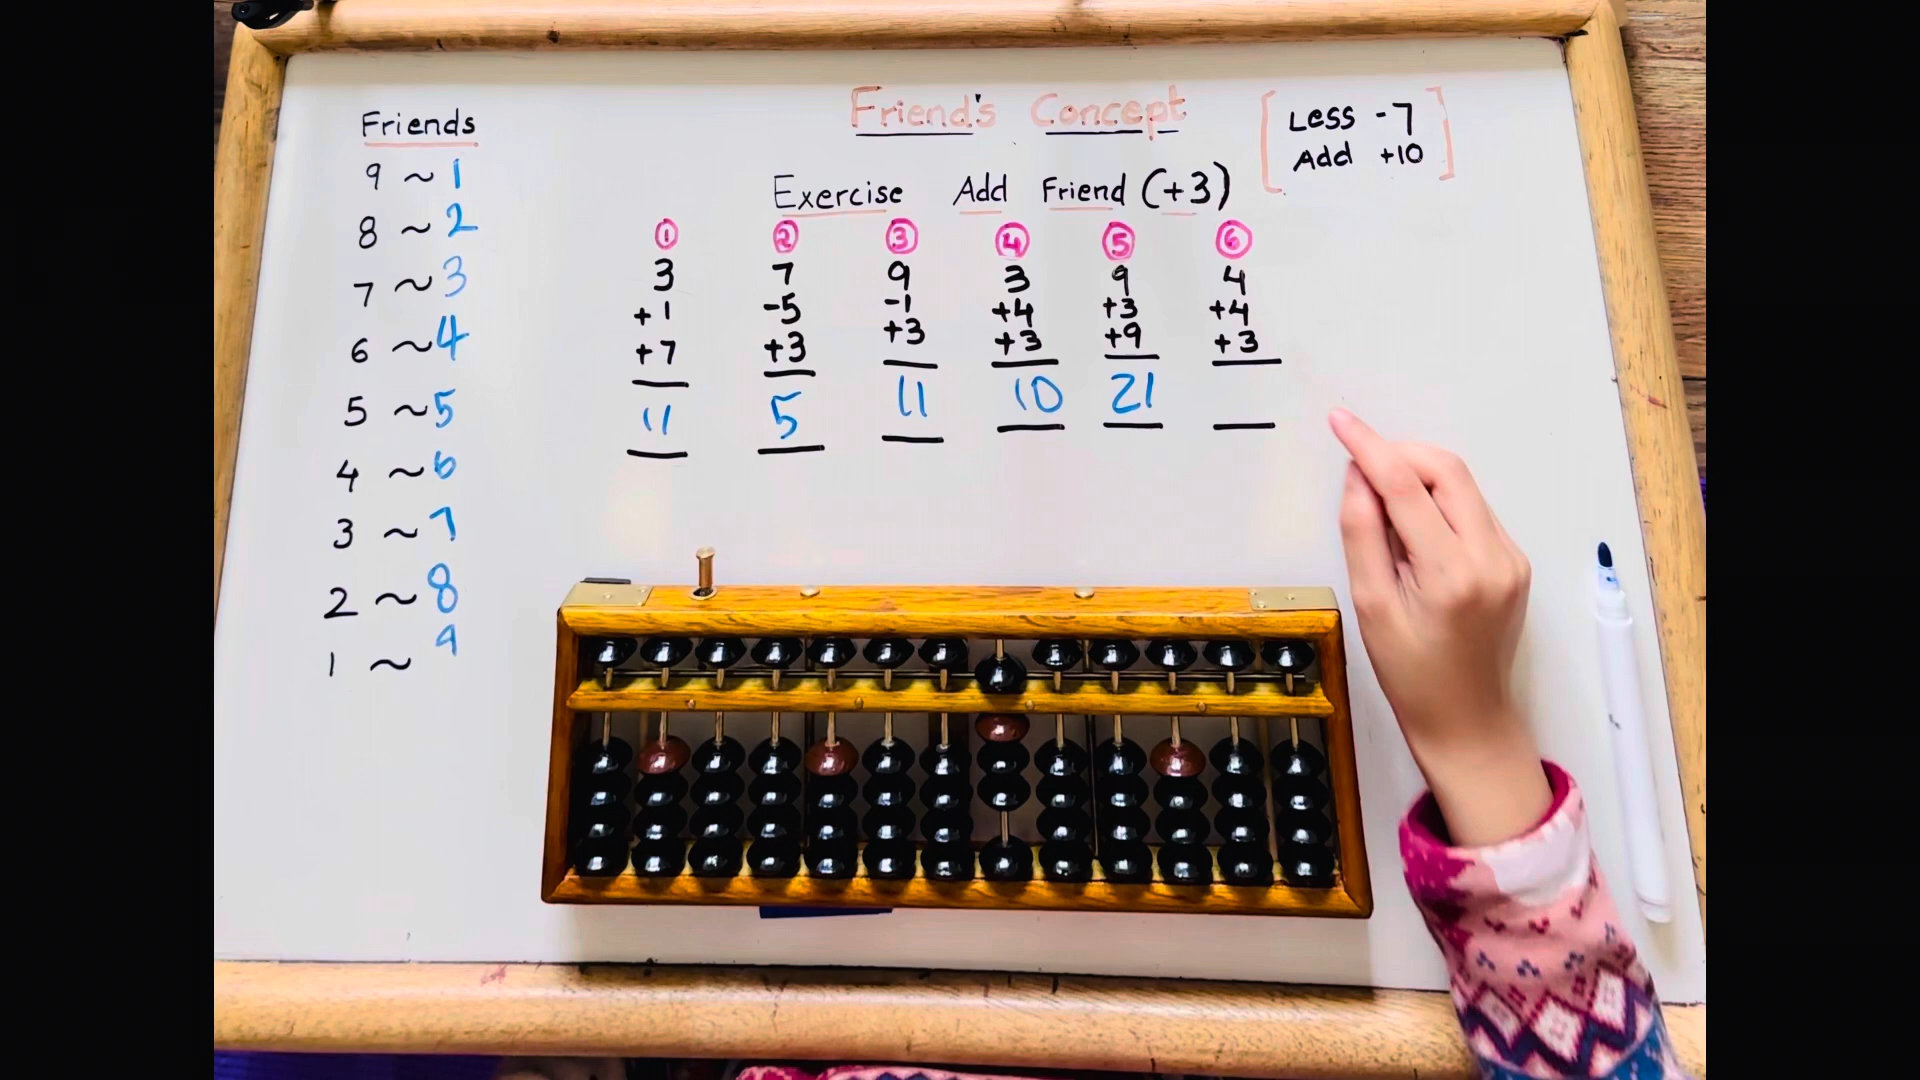 Friends
9 ~ 1
8 ~ 2
7 ~ 3
6 ~ 4
5 ~ 5
4 ~ 6
3 ~ 7
2 ~ 8
1 ~ 9
Friend's Concept
Less -7
Add +10
Exercise Add Friend (+3)
1 2 3 4 5 6
3 7 9 3 9 4
+1 -5 -1 +4 +3 +4
+7 +3 +3 +3 +9 +3
11 5 11 10 21